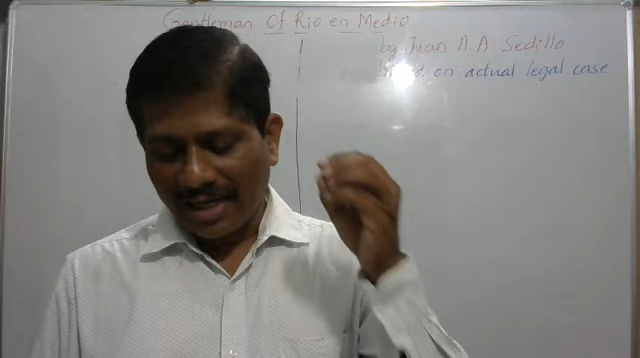 Gentleman Of Rio en Medio
by Juan A. A Sedillo
on actual legal case